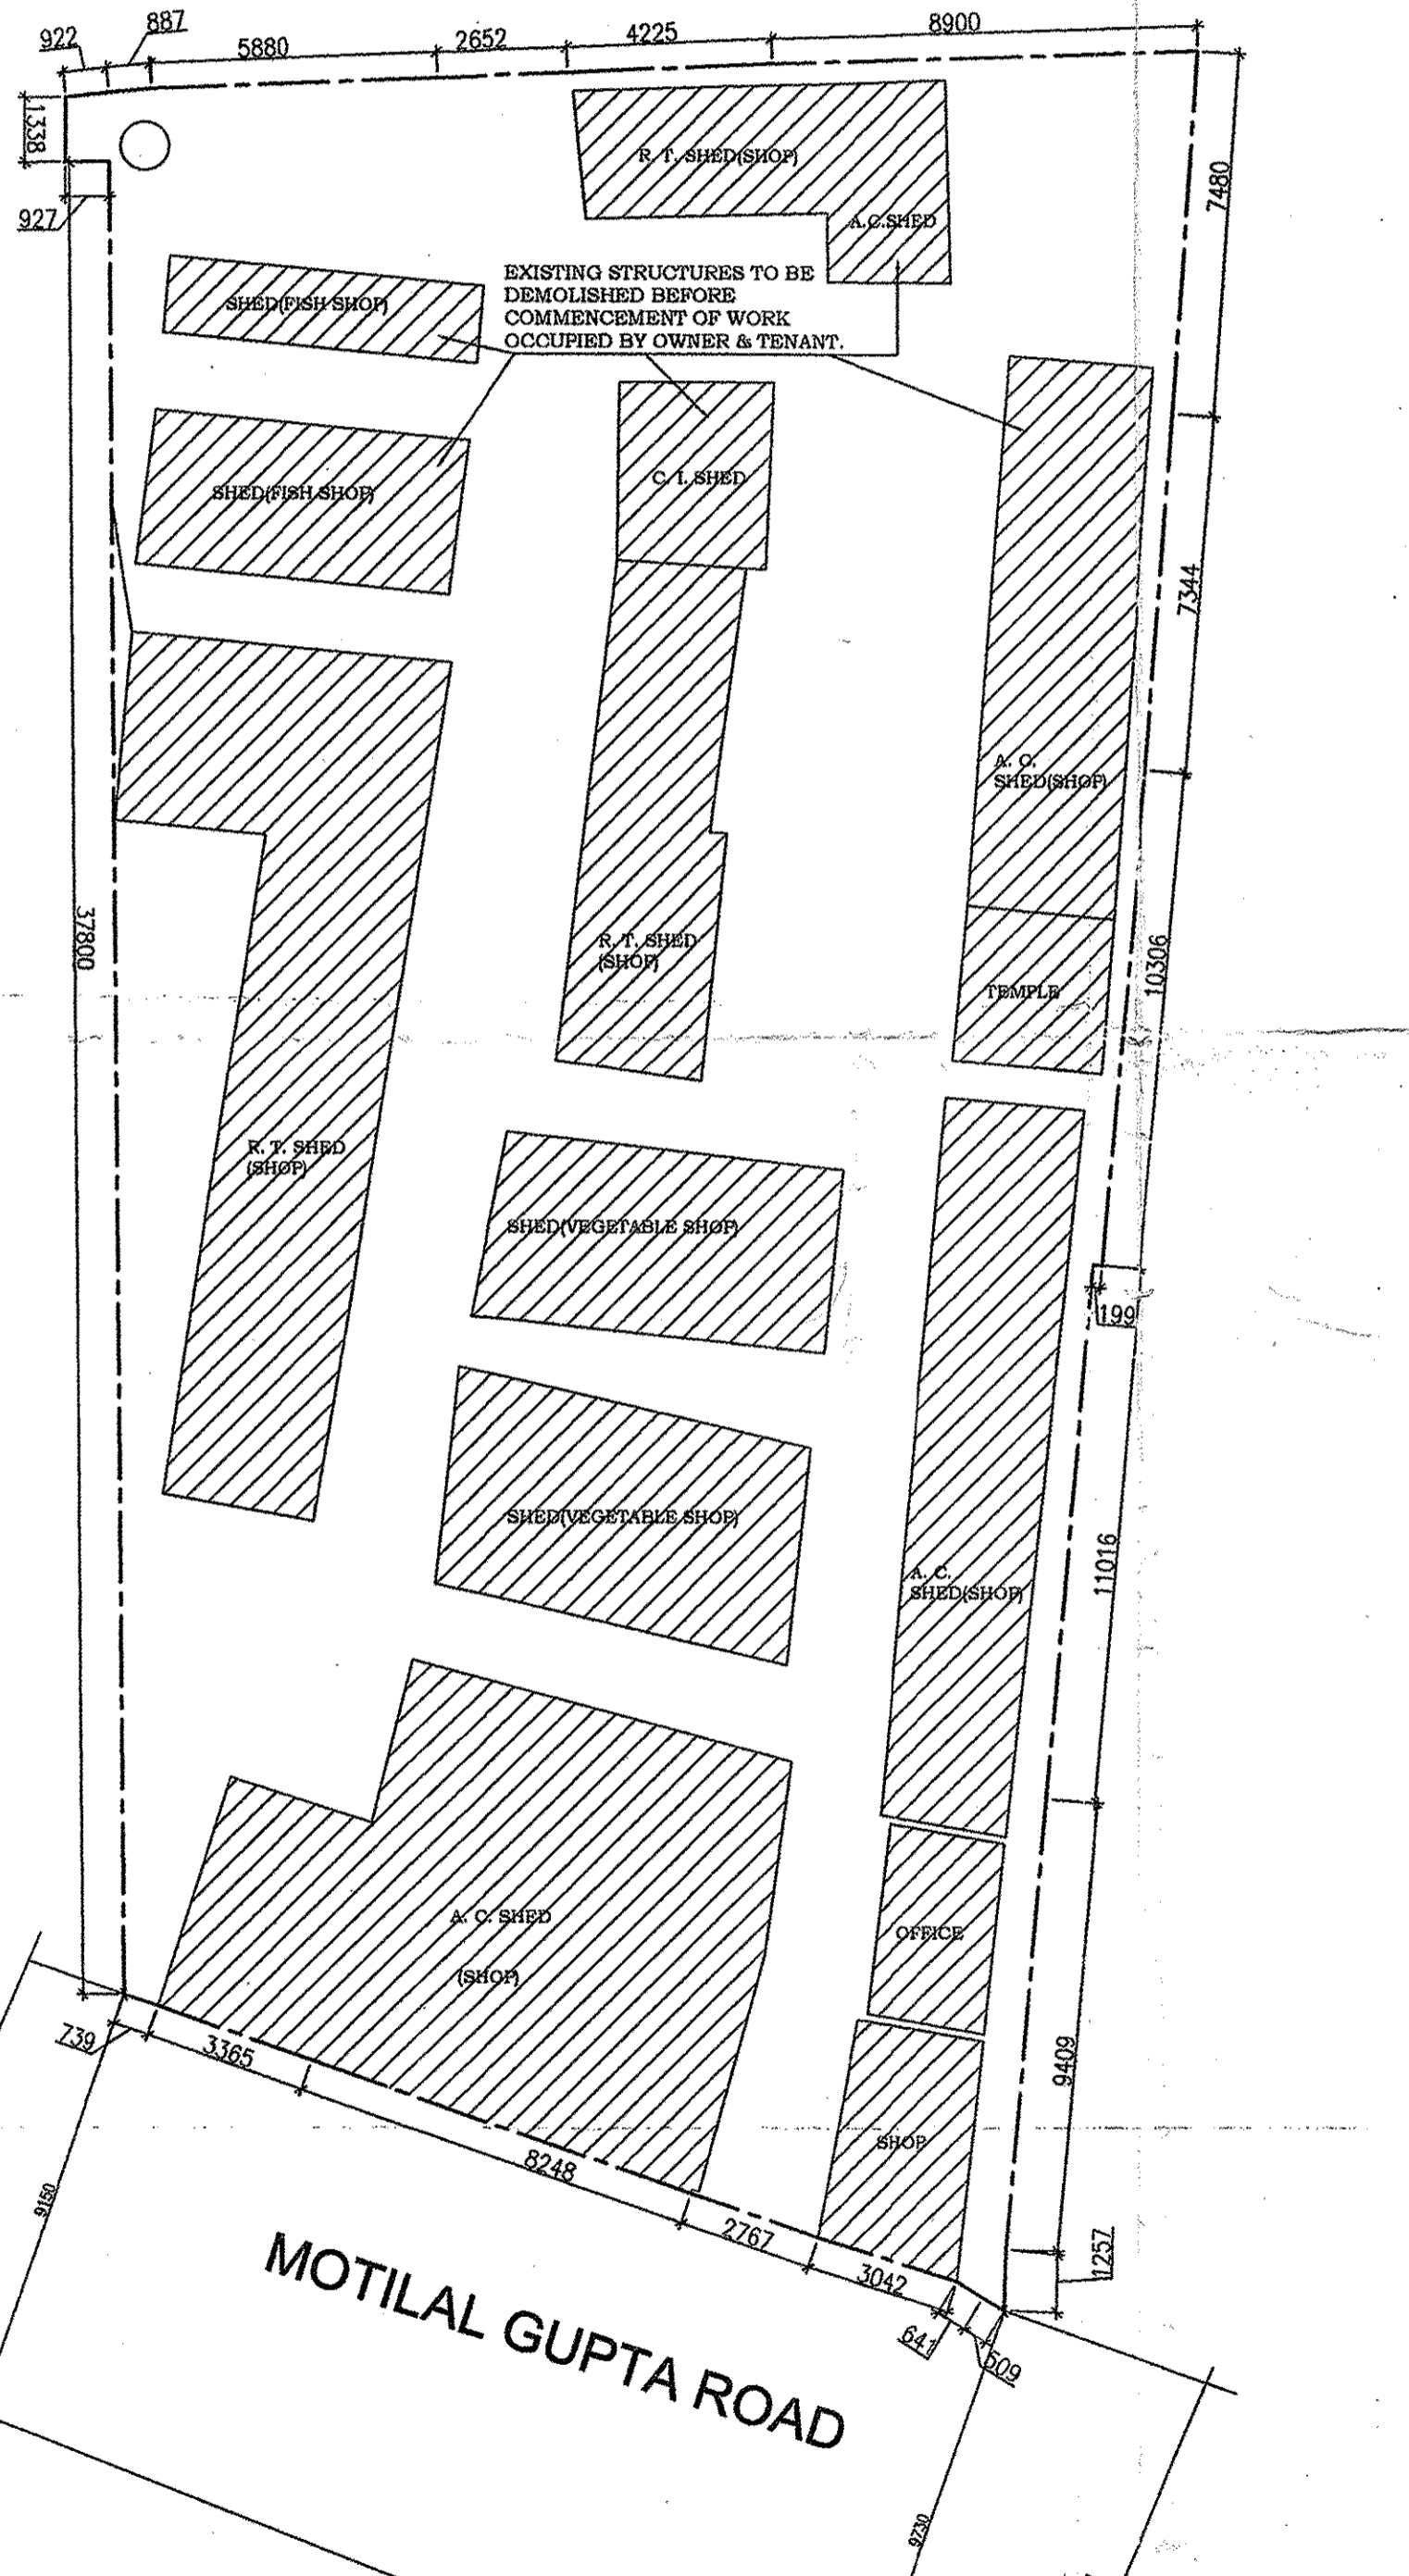 922
887
5880
2652
4225
8900
1338
927
R. T. SHED(SHOP)
A.C.SHED
7480
EXISTING STRUCTURES TO BE
DEMOLISHED BEFORE
COMMENCEMENT OF WORK
OCCUPIED BY OWNER & TENANT.
SHED(FISH SHOP)
SHED(FISH SHOP)
C. I. SHED
7344
A. C.
SHED(SHOP)
37800
R. T. SHED
(SHOP)
10306
TEMPLE
R. T. SHED
(SHOP)
SHED(VEGETABLE SHOP)
199
SHED(VEGETABLE SHOP)
11016
A. C.
SHED(SHOP)
A. C. SHED
(SHOP)
OFFICE
739
3365
9409
8248
SHOP
9150
2767
1257
3042
641
509
MOTILAL GUPTA ROAD
9730